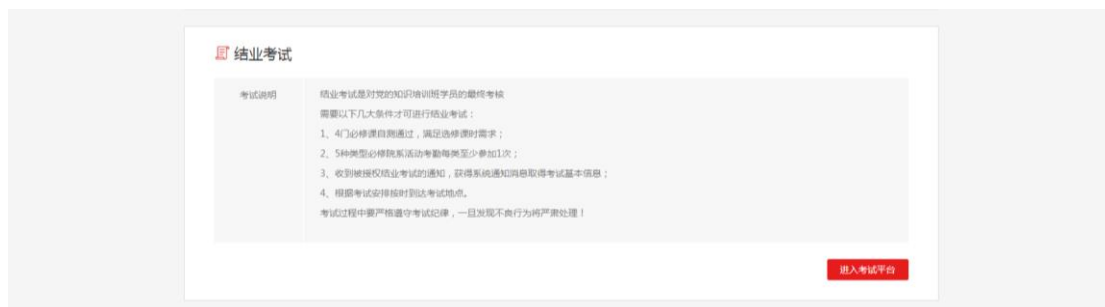 结业考试
考试说明
结业考试是对党的知识培训班学员的最终考核
需要以下几大条件才可进行结业考试：
1、4门必修课自测通过，满足选修课时需求；
2、5种类型必修院系活动考勤每类至少参加1次；
3、收到被授权结业考试的通知，获得系统通知消息取得考试基本信息；
4、根据考试安排按时到达考试地点。
考试过程中要严格遵守考试纪律，一旦发现不良行为将严肃处理！
进入考试平台